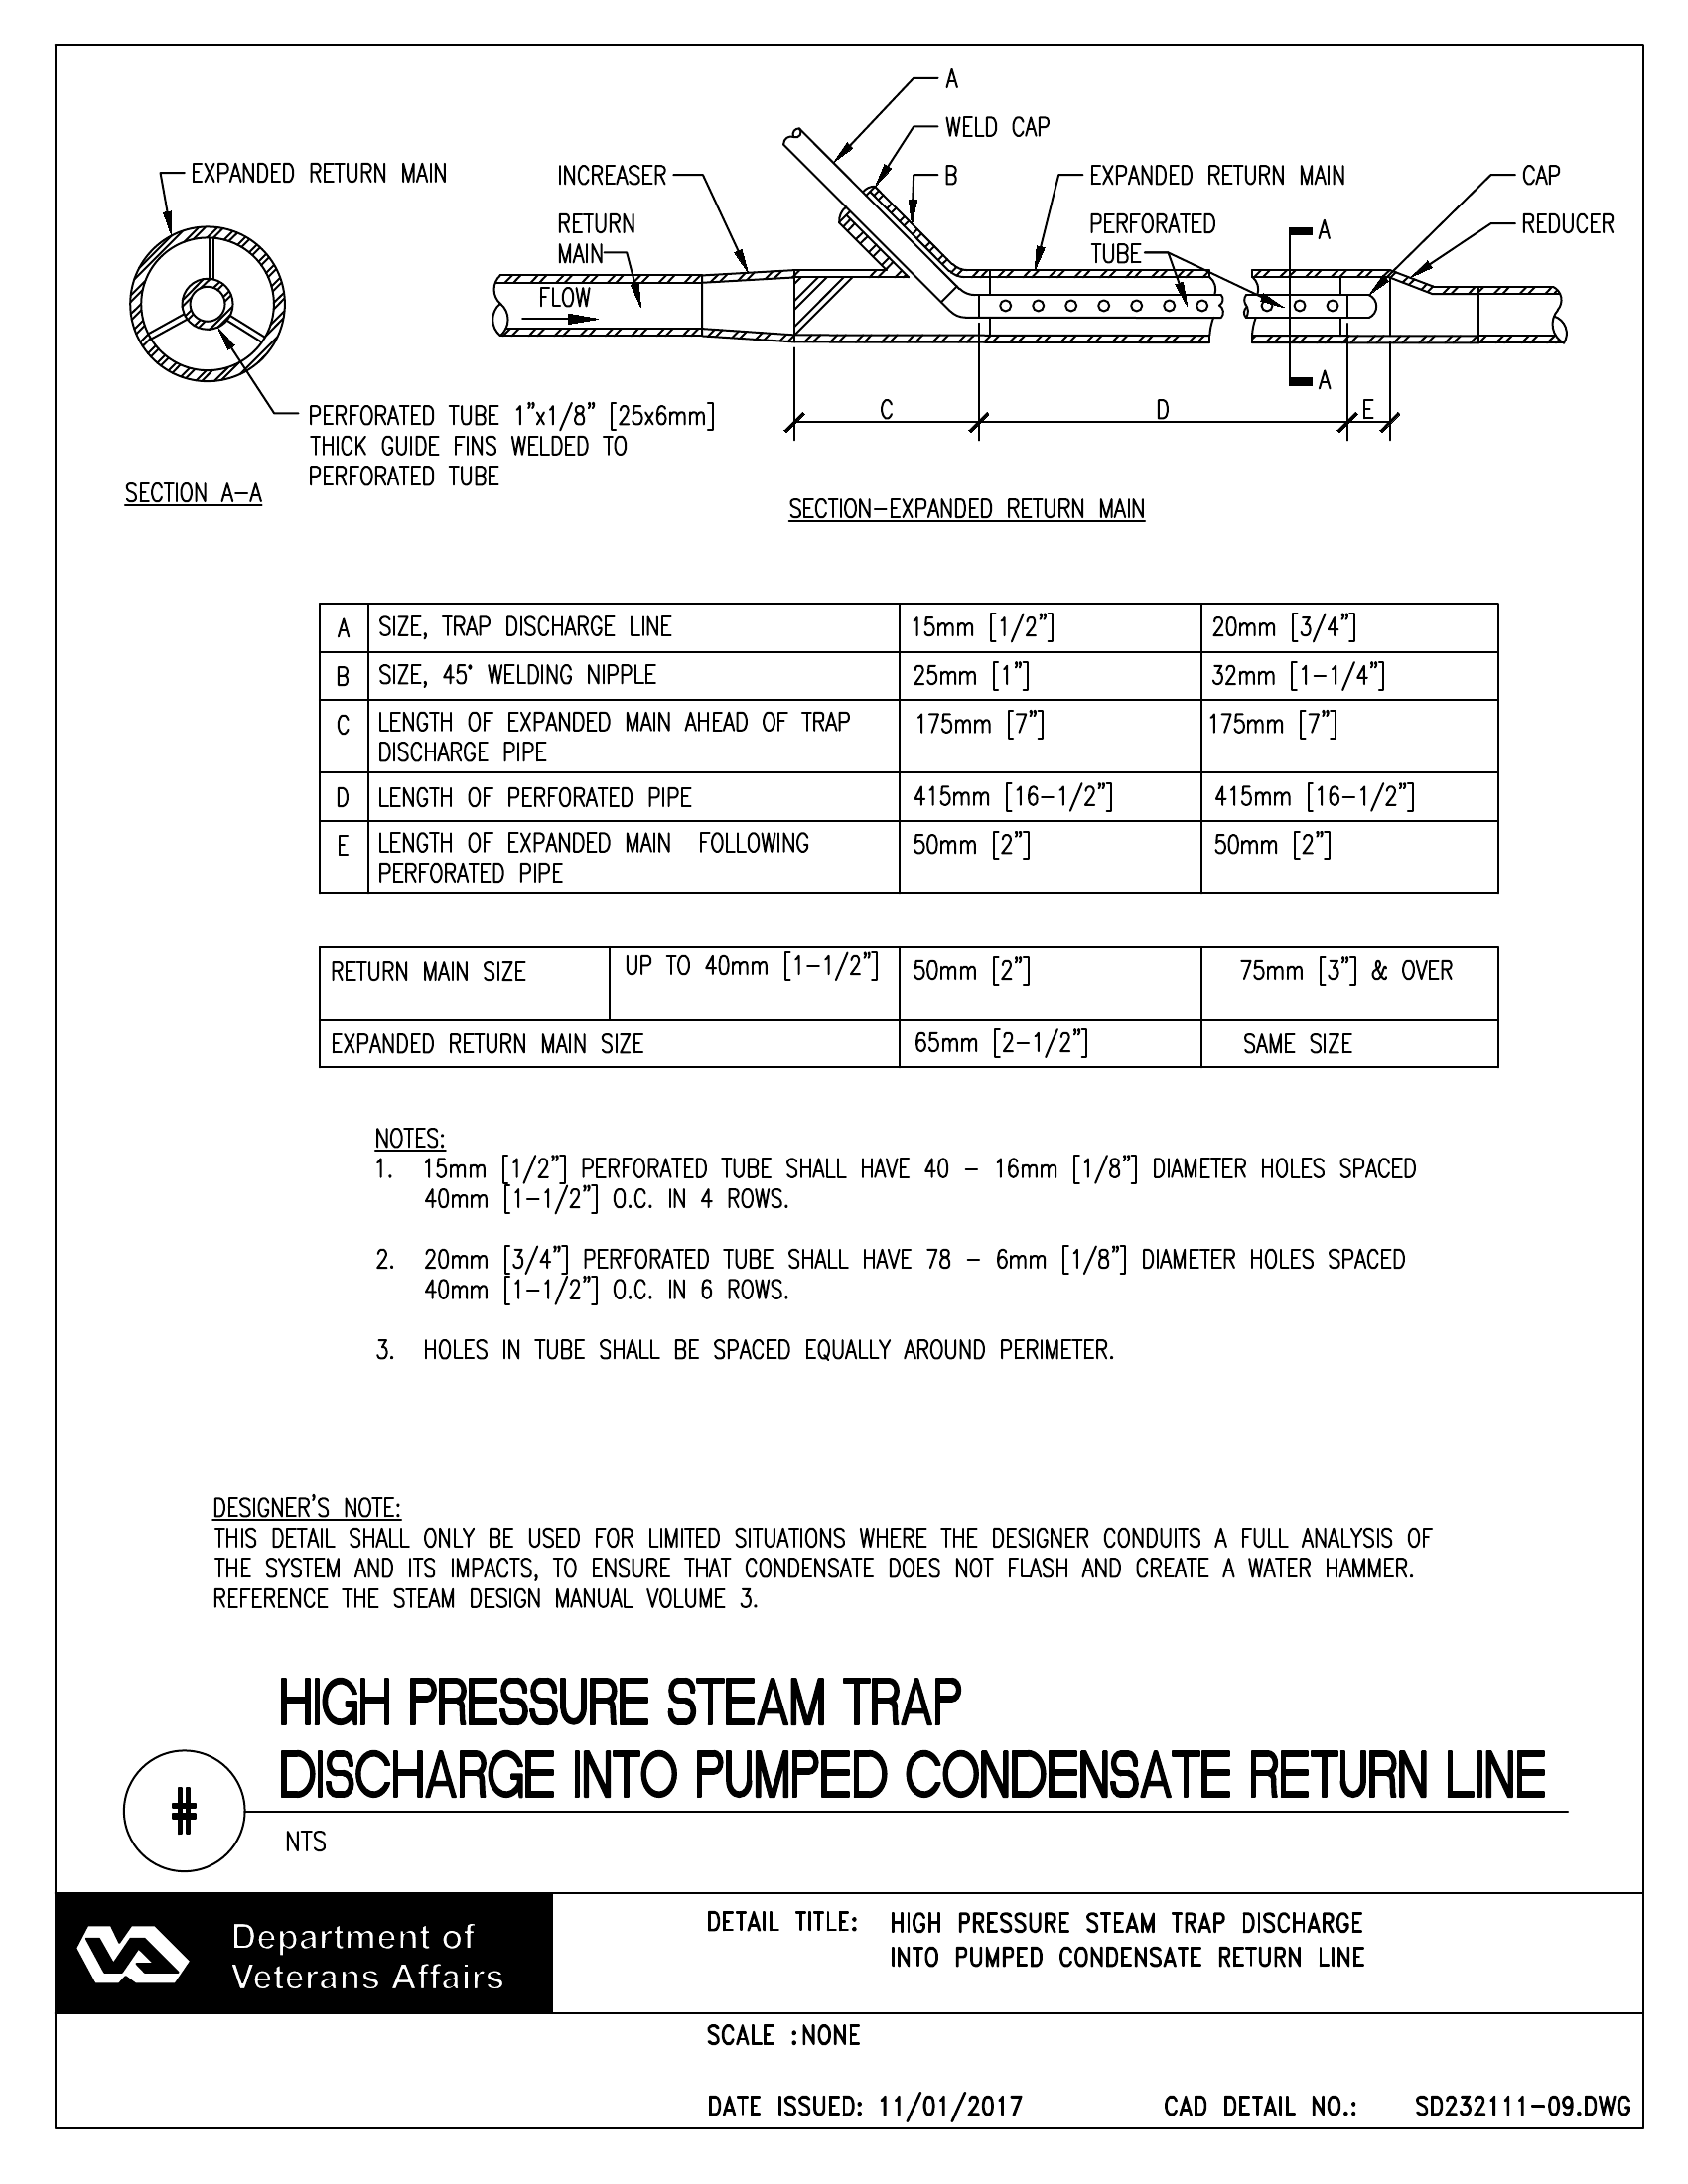 A
WELD CAP
EXPANDED RETURN MAIN
INCREASER
B
EXPANDED RETURN MAIN
CAP
RETURN
MAIN
PERFORATED
TUBE
A
REDUCER
FLOW
A
C
D
E
PERFORATED TUBE 1"x1/8" [25x6mm]
THICK GUIDE FINS WELDED TO
PERFORATED TUBE
SECTION A-A
SECTION-EXPANDED RETURN MAIN
A SIZE, TRAP DISCHARGE LINE 15mm [1/2"] 20mm [3/4"]
B SIZE, 45° WELDING NIPPLE 25mm [1"] 32mm [1-1/4"]
C LENGTH OF EXPANDED MAIN AHEAD OF TRAP 175mm [7"] 175mm [7"]
DISCHARGE PIPE
D LENGTH OF PERFORATED PIPE 415mm [16-1/2"] 415mm [16-1/2"]
E LENGTH OF EXPANDED MAIN FOLLOWING 50mm [2"] 50mm [2"]
PERFORATED PIPE
RETURN MAIN SIZE UP TO 40mm [1-1/2"] 50mm [2"] 75mm [3"] & OVER
EXPANDED RETURN MAIN SIZE 65mm [2-1/2"] SAME SIZE
NOTES:
1. 15mm [1/2"] PERFORATED TUBE SHALL HAVE 40 - 16mm [1/8"] DIAMETER HOLES SPACED
40mm [1-1/2"] O.C. IN 4 ROWS.
2. 20mm [3/4"] PERFORATED TUBE SHALL HAVE 78 - 6mm [1/8"] DIAMETER HOLES SPACED
40mm [1-1/2"] O.C. IN 6 ROWS.
3. HOLES IN TUBE SHALL BE SPACED EQUALLY AROUND PERIMETER.
DESIGNER'S NOTE:
THIS DETAIL SHALL ONLY BE USED FOR LIMITED SITUATIONS WHERE THE DESIGNER CONDUITS A FULL ANALYSIS OF
THE SYSTEM AND ITS IMPACTS, TO ENSURE THAT CONDENSATE DOES NOT FLASH AND CREATE A WATER HAMMER.
REFERENCE THE STEAM DESIGN MANUAL VOLUME 3.
HIGH PRESSURE STEAM TRAP
DISCHARGE INTO PUMPED CONDENSATE RETURN LINE
#
NTS
VA
Department of
Veterans Affairs
DETAIL TITLE: HIGH PRESSURE STEAM TRAP DISCHARGE
INTO PUMPED CONDENSATE RETURN LINE
SCALE :NONE
DATE ISSUED: 11/01/2017
CAD DETAIL NO.: SD232111-09.DWG